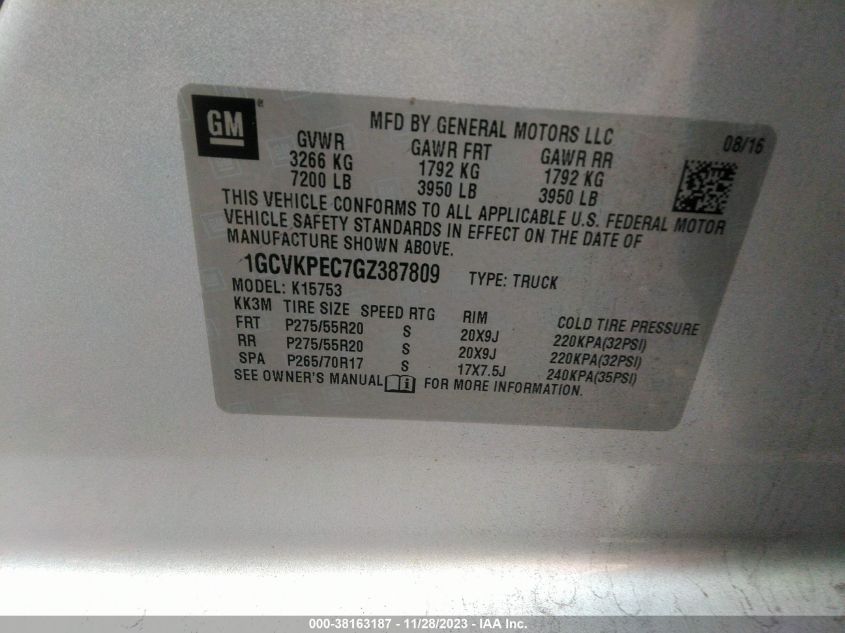 GM
MFD BY GENERAL MOTORS LLC
08/16
GVWR GAWR FRT GAWR RR
3266 KG 1792 KG 1792 KG
7200 LB 3950 LB 3950 LB
THIS VEHICLE CONFORMS TO ALL APPLICABLE U.S. FEDERAL MOTOR
VEHICLE SAFETY STANDARDS IN EFFECT ON THE DATE OF
MANUFACTURE SHOWN ABOVE.
1GCVKPEC7GZ387809 TYPE: TRUCK
MODEL: K15753
KK3M TIRE SIZE SPEED RTG RIM COLD TIRE PRESSURE
FRT P275/55R20 S 20X9J 220KPA(32PSI)
RR P275/55R20 S 20X9J 220KPA(32PSI)
SPA P265/70R17 S 17X7.5J 240KPA(35PSI)
SEE OWNER'S MANUAL FOR MORE INFORMATION.
000-38163187 - 11/28/2023 - IAA Inc.